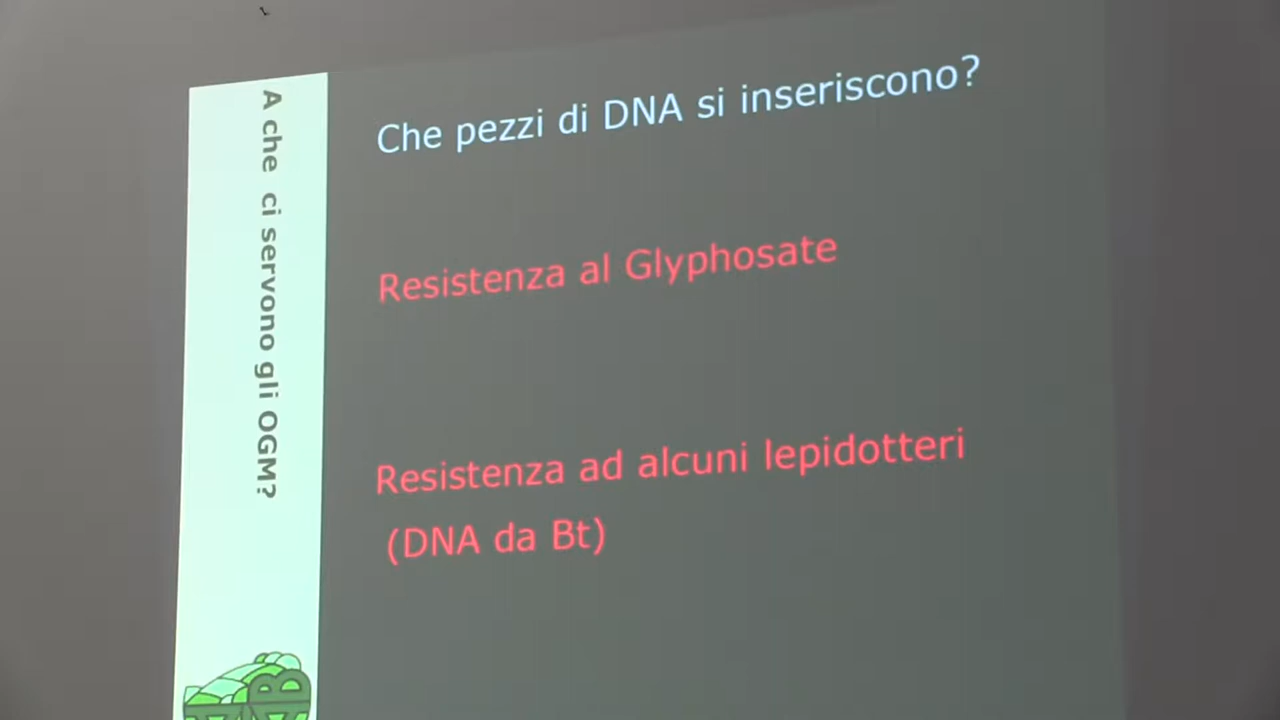 A che ci servono gli OGM?
Che pezzi di DNA si inseriscono?
Resistenza al Glyphosate
Resistenza ad alcuni lepidotteri
(DNA da Bt)